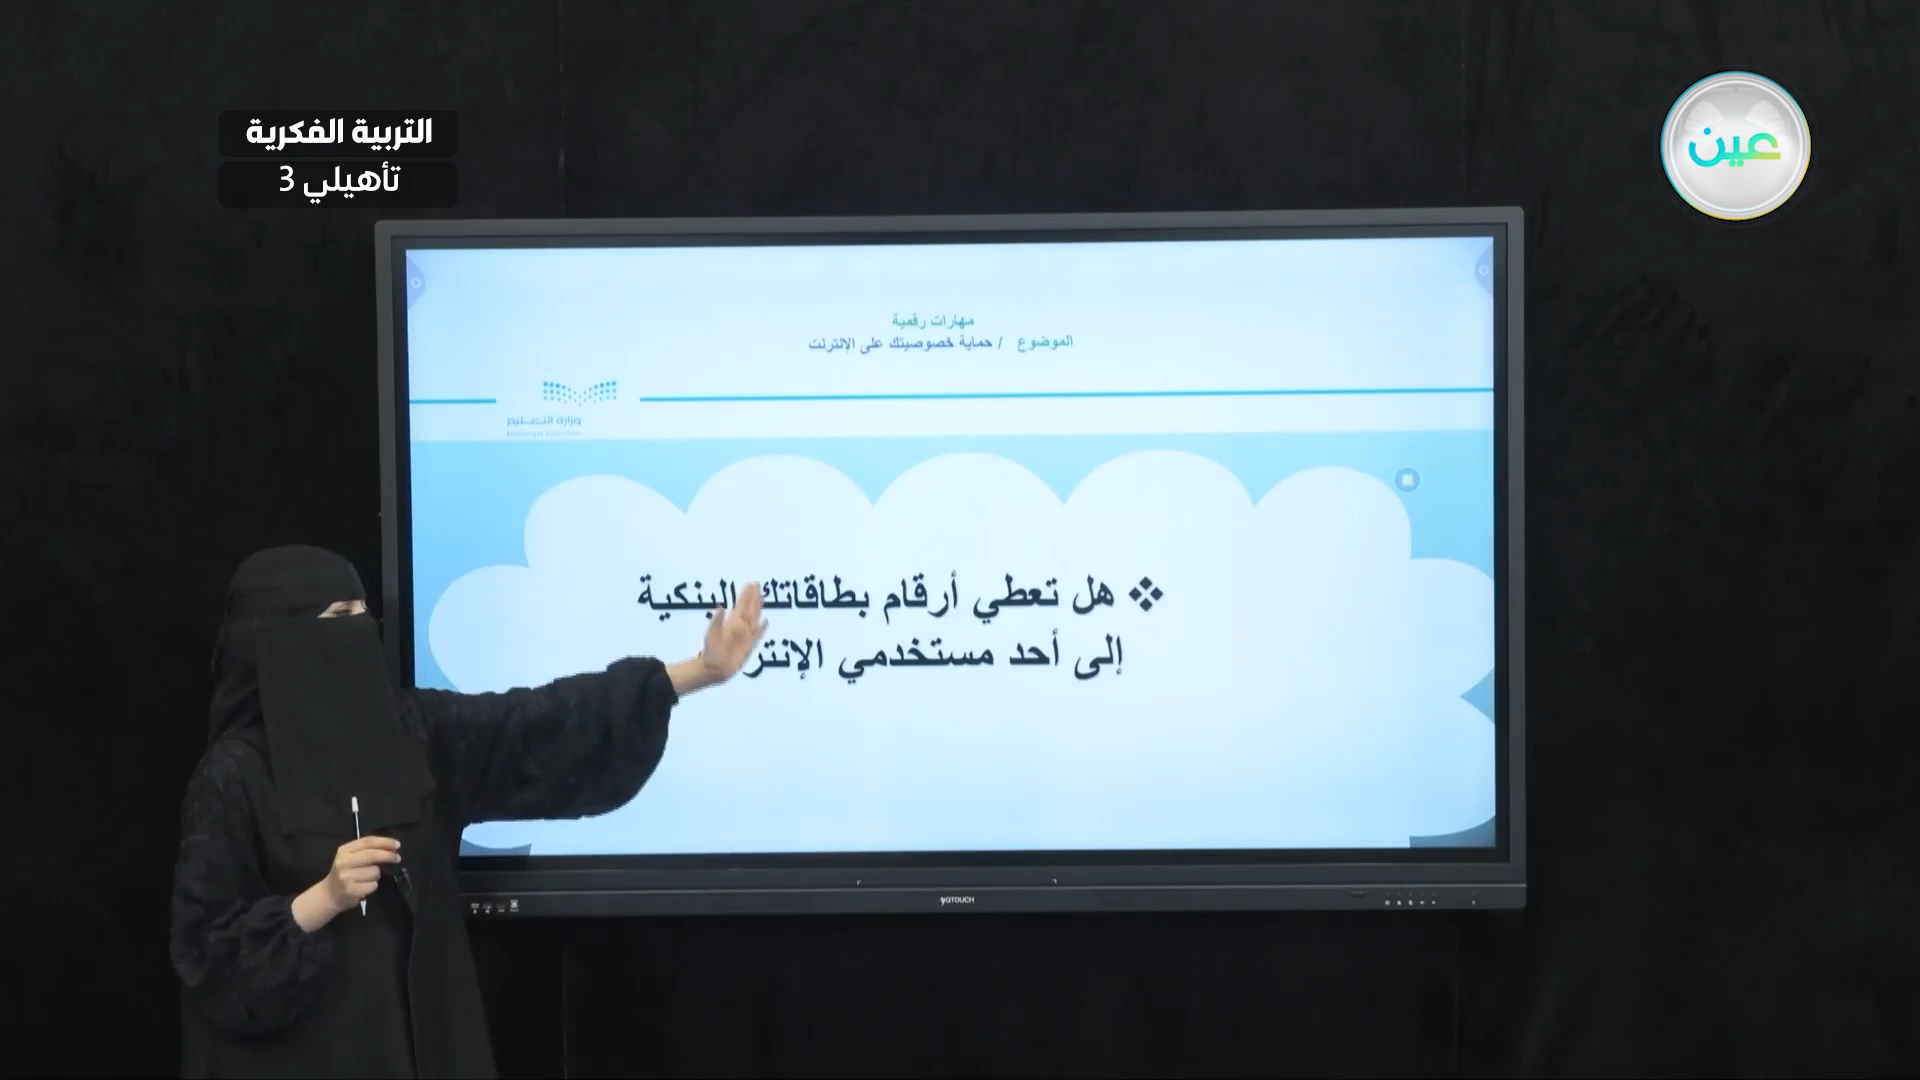 التربية الفكرية
تأهيلي 3
عين
مهارات رقمية
الموضوع / حماية خصوصيتك على الإنترنت
وزارة التعليم
هل تعطي أرقام بطاقاتك البنكية
إلى أحد مستخدمي